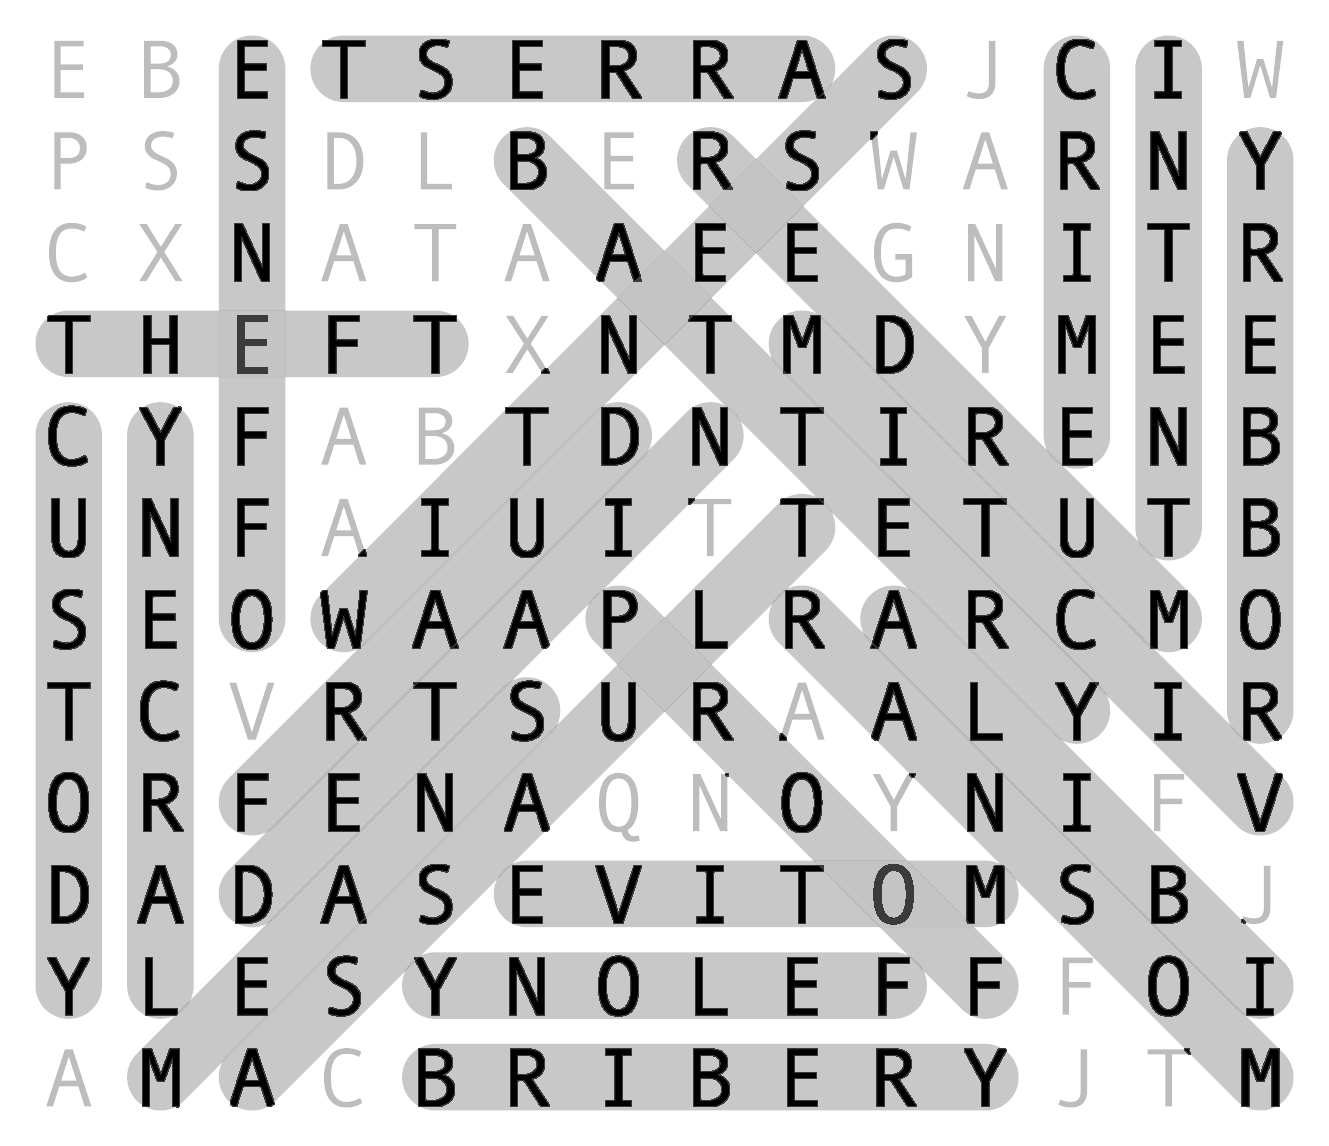 E B E T S E R R A S J C I W
P S S D L B E R S W A R N Y
C X N A T A A E E G N I T R
T H E F T X N T M D Y M E E
C Y F A B T D N T I R E N B
U N F A I U I T T E T U T B
S E O W A A P L R A R C M O
T C V R T S U R A A L Y I R
O R F E N A Q N O Y N I F V
D A D A S E V I T O M S B J
Y L E S Y N O L E F F F O I
A M A C B R I B E R Y J T M